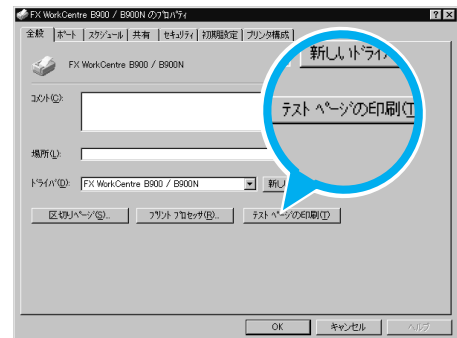 FX WorkCentre B900 / B900N のプロパティ
全般 ポート スケジュール 共有 セキュリティ 初期設定 プリンタ構成
FX WorkCentre B900 / B900N
コメント(C):
場所(L):
ドライバ(D): FX WorkCentre B900 / B900N 新し
区切りページ(S)... プリント プロセッサ(R)... テスト ページの印刷(T)
新しいドライ
テスト ページの印刷(T
OK キャンセル ヘルプ